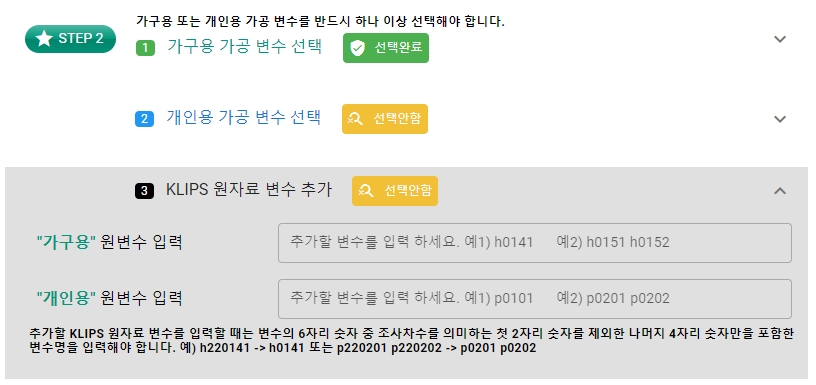 가구용 또는 개인용 가공 변수를 반드시 하나 이상 선택해야 합니다.
STEP 2
1 가구용 가공 변수 선택 선택완료
2 개인용 가공 변수 선택 선택안함
3 KLIPS 원자료 변수 추가 선택안함
"가구용" 원변수 입력 추가할 변수를 입력 하세요. 예1) h0141 예2) h0151 h0152
"개인용" 원변수 입력 추가할 변수를 입력 하세요. 예1) p0101 예2) p0201 p0202
추가할 KLIPS 원자료 변수를 입력할 때는 변수의 6자리 숫자 중 조사차수를 의미하는 첫 2자리 숫자를 제외한 나머지 4자리 숫자만을 포함한
변수명을 입력해야 합니다. 예) h220141 -> h0141 또는 p220201 p220202 -> p0201 p0202